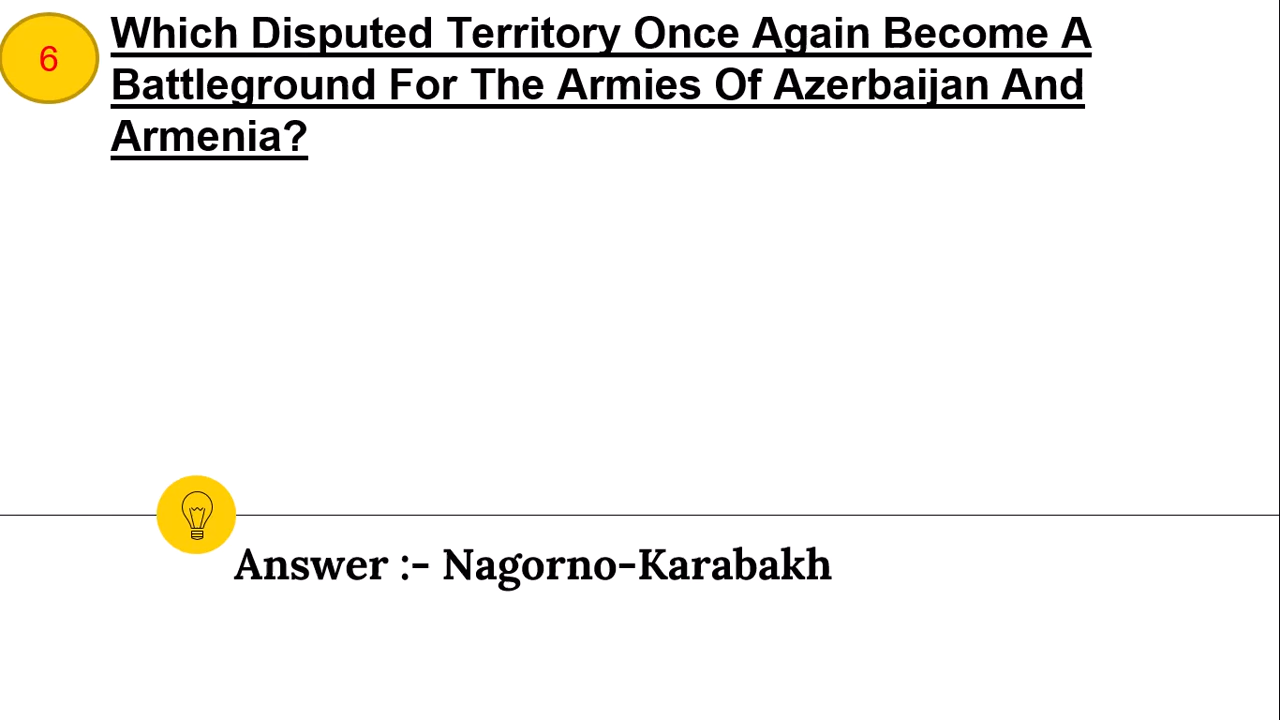 6
Which Disputed Territory Once Again Become A
Battleground For The Armies Of Azerbaijan And
Armenia?
Answer :- Nagorno-Karabakh